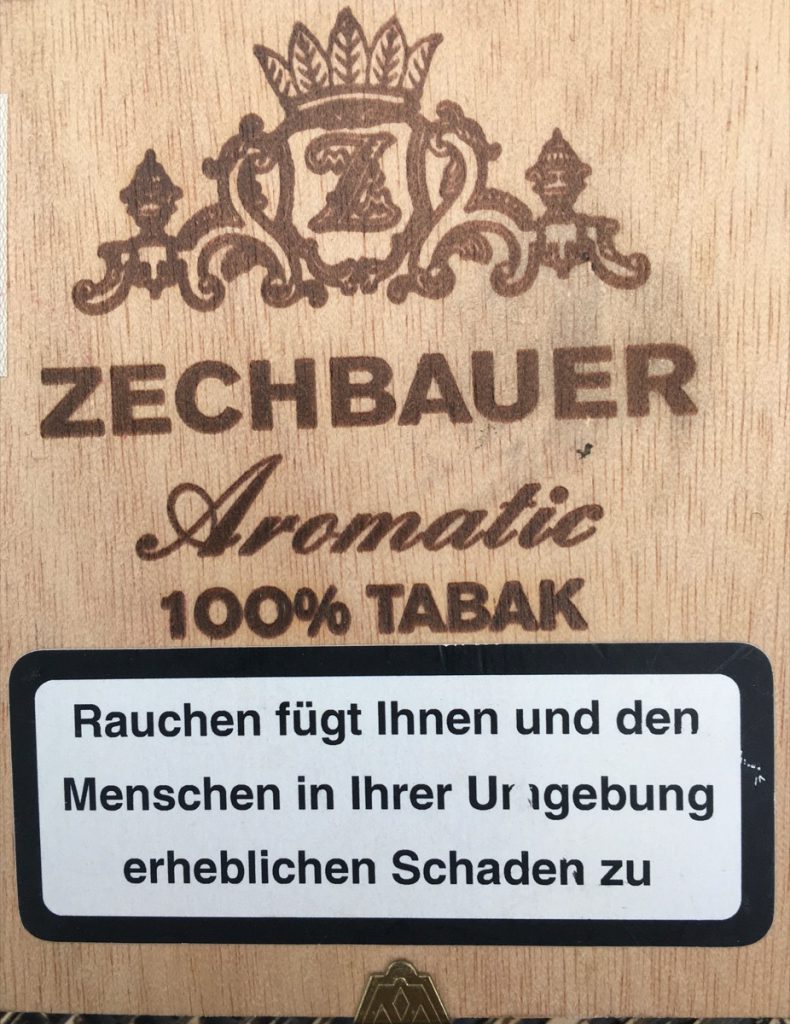 Z
ZECHBAUER
Aromatic
100% TABAK
Rauchen fügt Ihnen und den
Menschen in Ihrer Umgebung
erheblichen Schaden zu